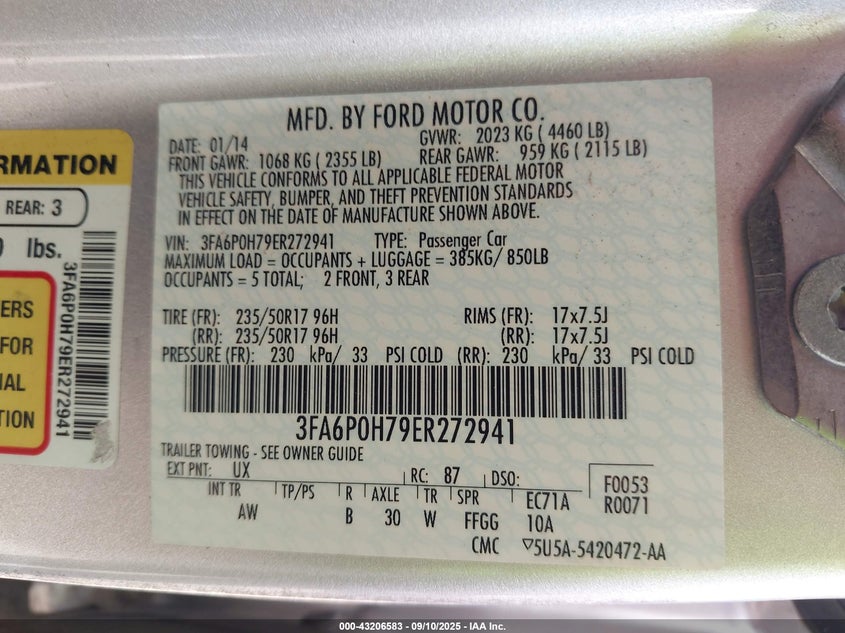 MFD. BY FORD MOTOR CO.
DATE: 01/14 GVWR: 2023 KG ( 4460 LB)
FRONT GAWR: 1068 KG ( 2355 LB) REAR GAWR: 959 KG ( 2115 LB)
THIS VEHICLE CONFORMS TO ALL APPLICABLE FEDERAL MOTOR
VEHICLE SAFETY, BUMPER, AND THEFT PREVENTION STANDARDS
IN EFFECT ON THE DATE OF MANUFACTURE SHOWN ABOVE.
VIN: 3FA6P0H79ER272941 TYPE: Passenger Car
MAXIMUM LOAD = OCCUPANTS + LUGGAGE = 385KG/ 850LB
OCCUPANTS = 5 TOTAL; 2 FRONT, 3 REAR
TIRE (FR): 235/50R17 96H RIMS (FR): 17x7.5J
(RR): 235/50R17 96H (RR): 17x7.5J
PRESSURE (FR): 230 kPa/ 33 PSI COLD (RR): 230 kPa/ 33 PSI COLD
3FA6P0H79ER272941
TRAILER TOWING - SEE OWNER GUIDE
EXT PNT: UX RC: 87 DSO: F0053
INT TR TP/PS R AXLE TR SPR EC71A R0071
AW B 30 W FFGG 10A
CMC ▽5U5A-5420472-AA
RMATION
REAR: 3
lbs.
3FA6P0H79ER272941
ERS
FOR
IAL
TION
000-43206583 - 09/10/2025 - IAA Inc.